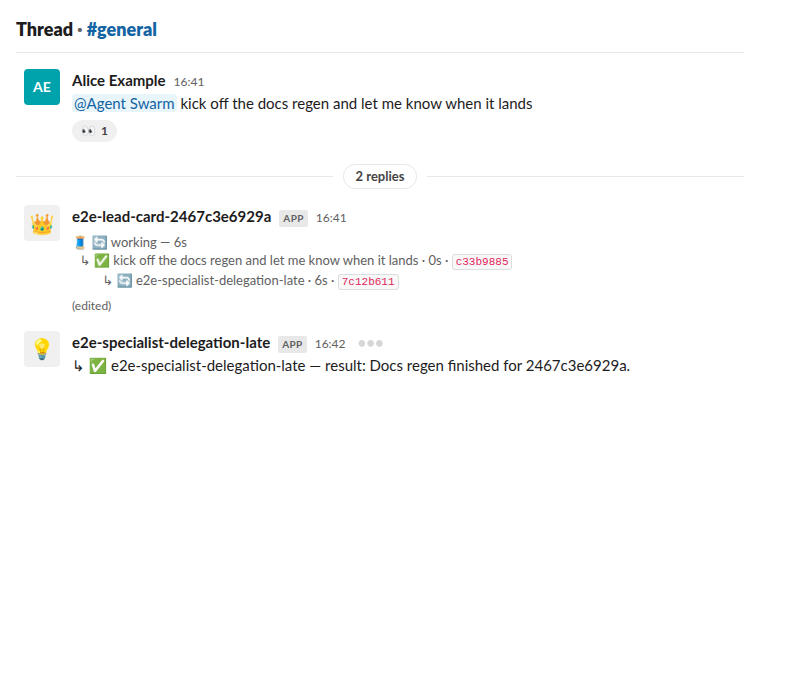 Thread • #general
AE
Alice Example 16:41
@Agent Swarm kick off the docs regen and let me know when it lands
👀 1
2 replies
e2e-lead-card-2467c3e6929a APP 16:41
🧵 🔄 working — 6s
↳ ✅ kick off the docs regen and let me know when it lands · 0s · c33b9885
↳ 🔄 e2e-specialist-delegation-late · 6s · 7c12b611
(edited)
e2e-specialist-delegation-late APP 16:42
↳ ✅ e2e-specialist-delegation-late — result: Docs regen finished for 2467c3e6929a.